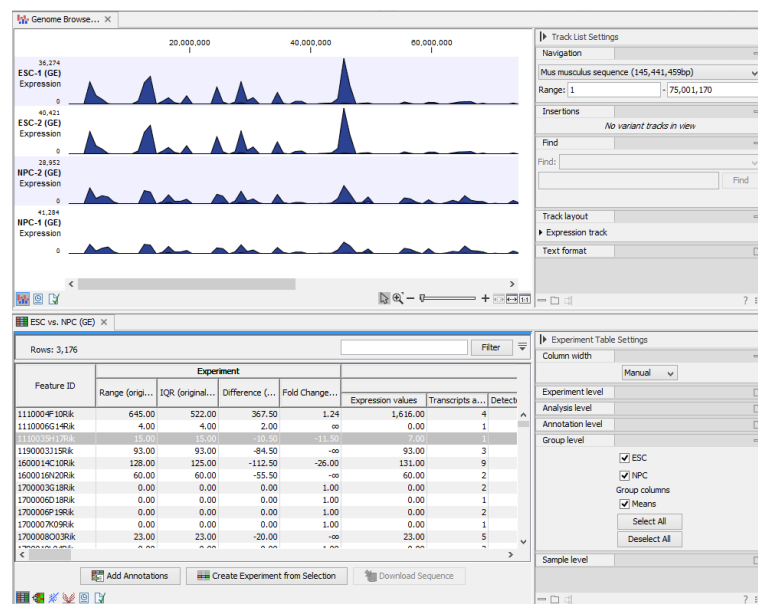 Genome Browse... ×
20,000,000 40,000,000 60,000,000
36,274
ESC-1 (GE)
Expression
0
40,421
ESC-2 (GE)
Expression
0
28,952
NPC-2 (GE)
Expression
0
41,284
NPC-1 (GE)
Expression
0
Track List Settings
Navigation
Mus musculus sequence (145,441,459bp)
Range: 1 - 75,001,170
Insertions
No variant tracks in view
Find
Find:
Find
Track layout
Expression track
Text format
ESC vs. NPC (GE) ×
Rows: 3,176 Filter
Experiment
Feature ID Range (origi... IQR (original... Difference (... Fold Change... Expression values Transcripts a... Detecte
1110004F10Rik 645.00 522.00 367.50 1.24 1,616.00 4
1110006G14Rik 4.00 4.00 2.00 ∞ 0.00 1
1110035H17Rik 15.00 15.00 -10.50 -11.50 7.00 1
1190003J15Rik 93.00 93.00 -84.50 -∞ 93.00 3
1600014C10Rik 128.00 125.00 -112.50 -26.00 131.00 9
1600016N20Rik 60.00 60.00 -55.50 -∞ 60.00 2
1700003G18Rik 0.00 0.00 0.00 1.00 0.00 2
1700006D18Rik 0.00 0.00 0.00 1.00 0.00 1
1700006P19Rik 0.00 0.00 0.00 1.00 0.00 2
1700007K09Rik 0.00 0.00 0.00 1.00 0.00 1
1700008O03Rik 23.00 23.00 -20.00 -∞ 23.00 5
Add Annotations Create Experiment from Selection Download Sequence
Experiment Table Settings
Column width
Manual
Experiment level
Analysis level
Annotation level
Group level
ESC
NPC
Group columns
Means
Select All
Deselect All
Sample level